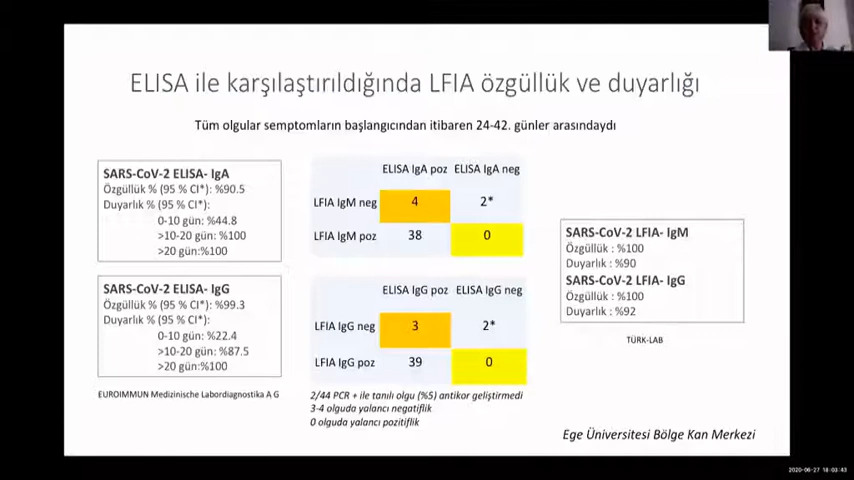 ELISA ile karşılaştırıldığında LFIA özgüllük ve duyarlığı
Tüm olgular semptomların başlangıcından itibaren 24-42. günler arasındaydı
SARS-CoV-2 ELISA- IgA
Özgüllük % (95 % CI*): %90.5
Duyarlık % (95 % CI*):
0-10 gün: %44.8
>10-20 gün: %100
>20 gün:%100
SARS-CoV-2 ELISA- IgG
Özgüllük % (95 % CI*): %99.3
Duyarlık % (95 % CI*):
0-10 gün: %22.4
>10-20 gün: %87.5
>20 gün:%100
EUROIMMUN Medizinische Labordiagnostika A G
ELISA IgA poz ELISA IgA neg
LFIA IgM neg 4 2*
LFIA IgM poz 38 0
ELISA IgG poz ELISA IgG neg
LFIA IgG neg 3 2*
LFIA IgG poz 39 0
2/44 PCR + ile tanılı olgu (%5) antikor geliştirmedi
3-4 olguda yalancı negatiflik
0 olguda yalancı pozitiflik
SARS-CoV-2 LFIA- IgM
Özgüllük : %100
Duyarlık : %90
SARS-CoV-2 LFIA- IgG
Özgüllük : %100
Duyarlık : %92
TÜRK-LAB
Ege Üniversitesi Bölge Kan Merkezi
2020-06-27 18:03:43